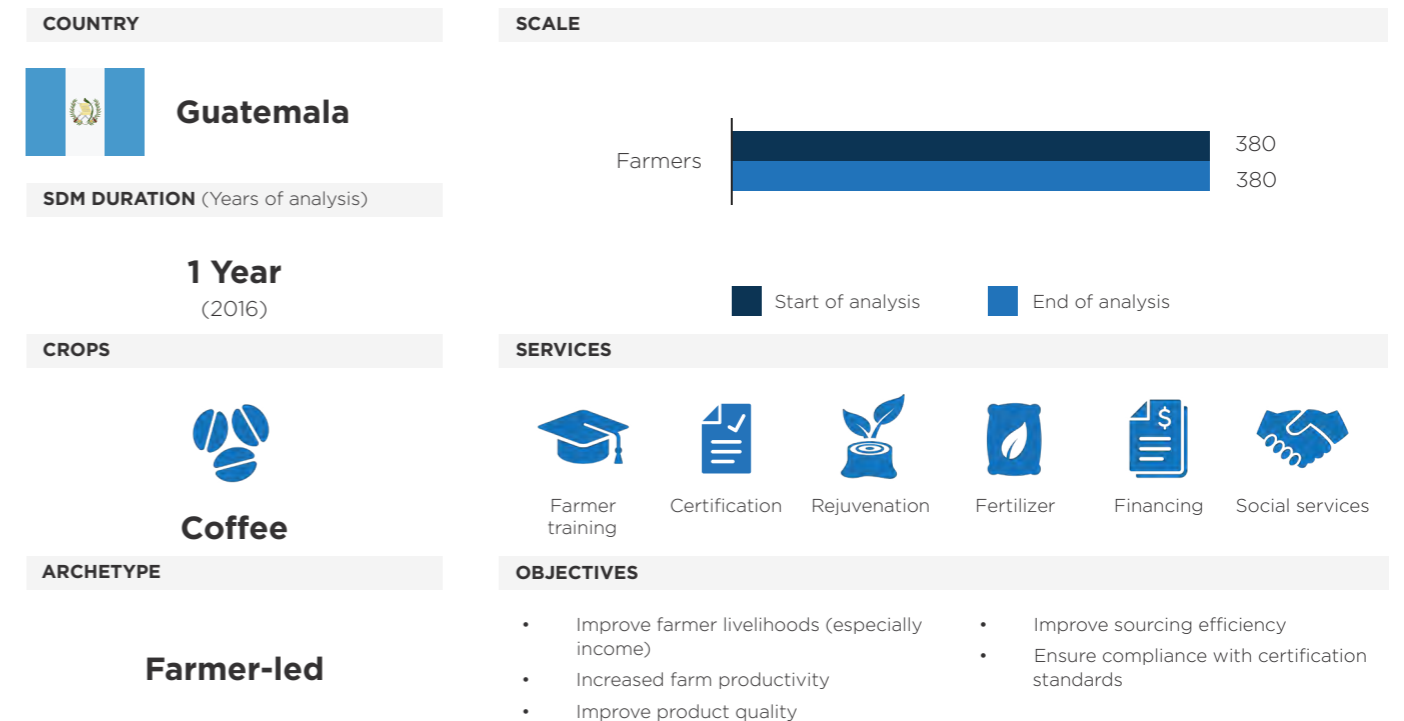 COUNTRY
Guatemala
SDM DURATION (Years of analysis)
1 Year
(2016)
CROPS
Coffee
ARCHETYPE
Farmer-led
SCALE
Farmers
380
380
Start of analysis
End of analysis
SERVICES
Farmer
training
Certification
Rejuvenation
Fertilizer
$
Financing
Social services
OBJECTIVES
• Improve farmer livelihoods (especially
income)
• Increased farm productivity
• Improve product quality
• Improve sourcing efficiency
• Ensure compliance with certification
standards